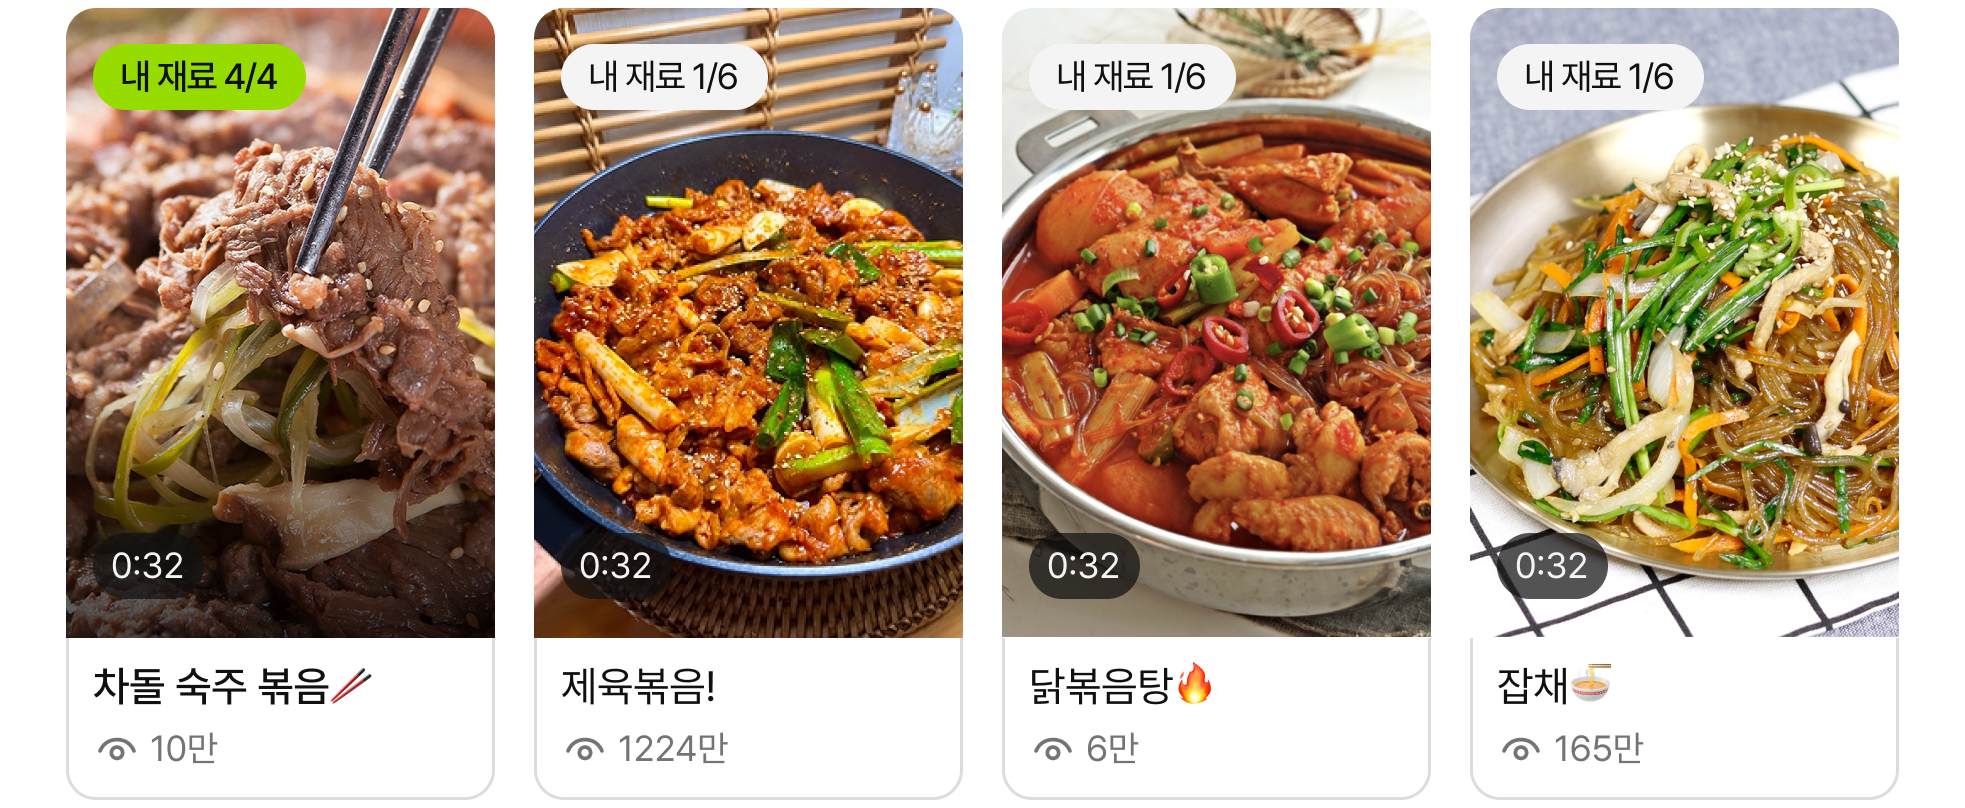 내 재료 4/4
0:32
차돌 숙주 볶음🥢
10만
내 재료 1/6
0:32
제육볶음!
1224만
내 재료 1/6
0:32
닭볶음탕🔥
6만
내 재료 1/6
0:32
잡채🍜
165만